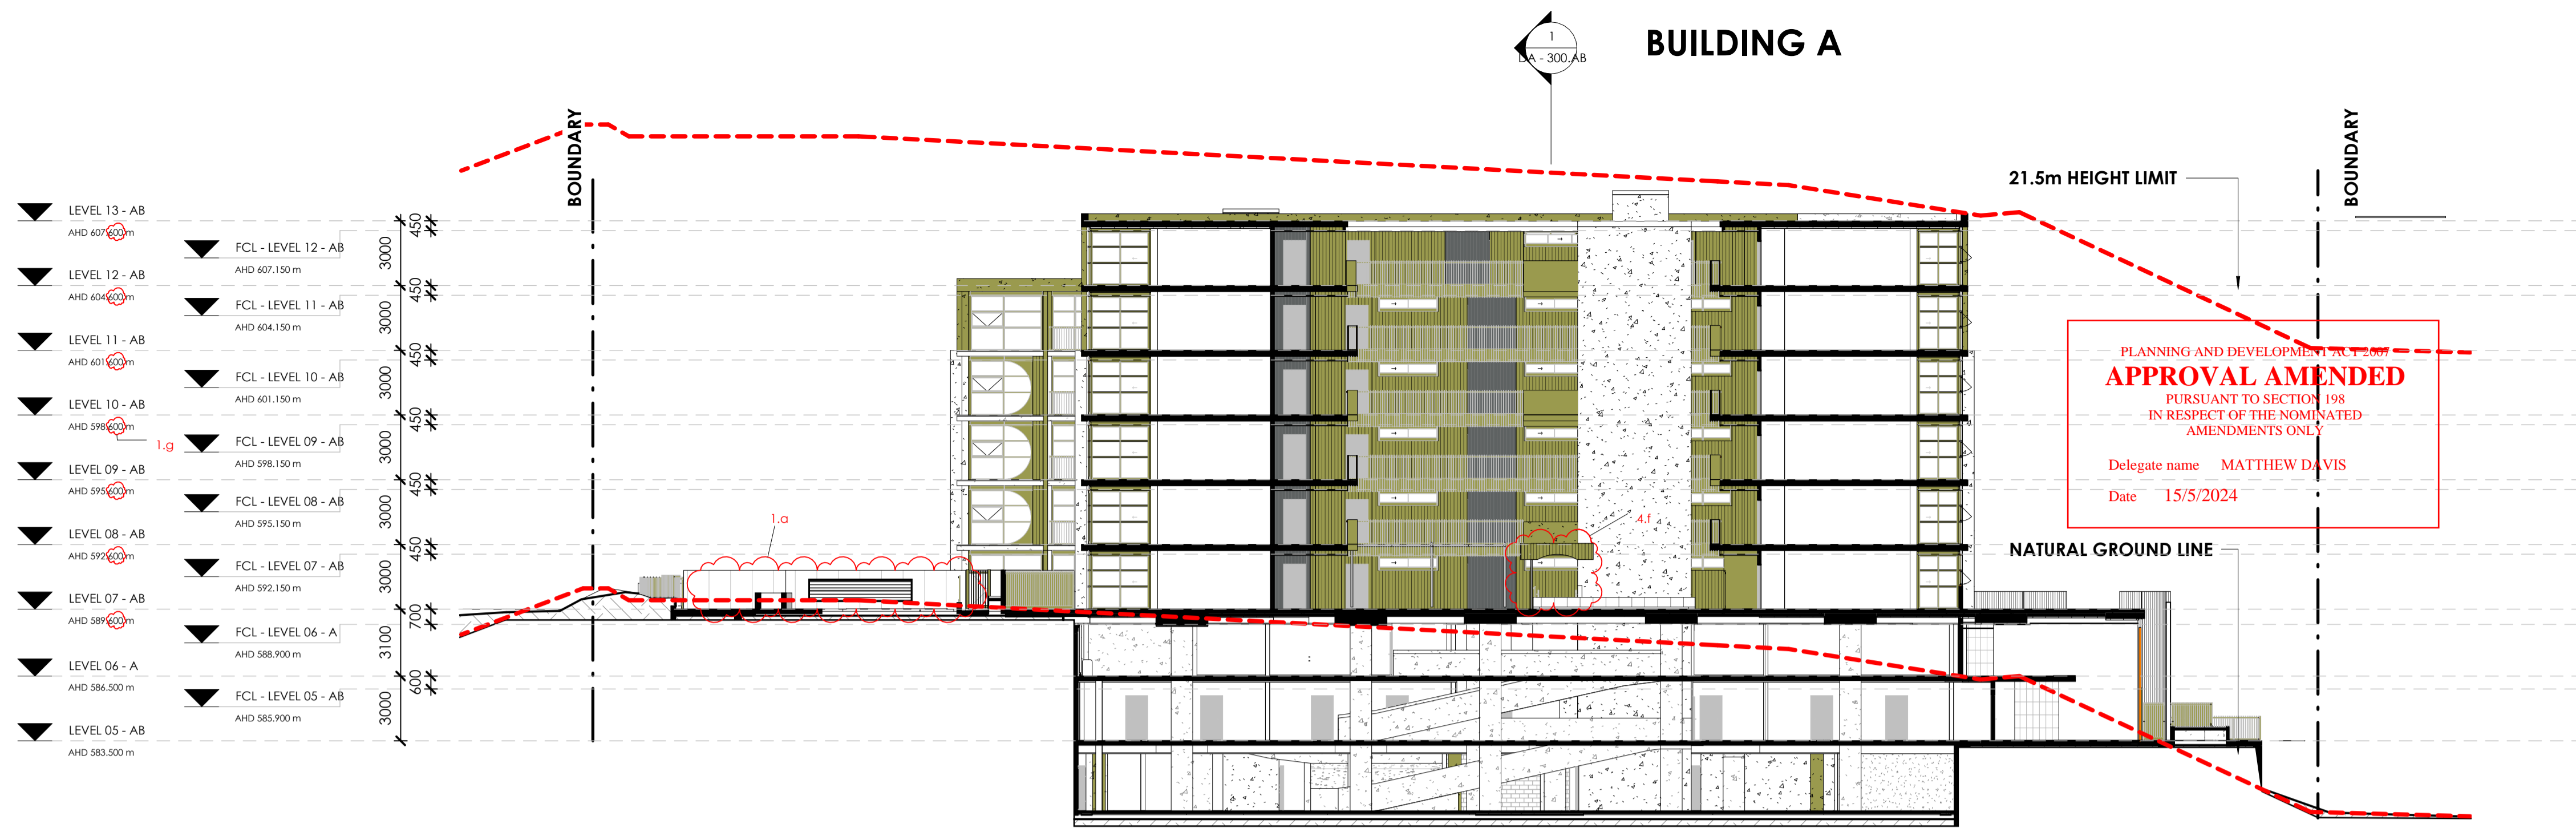 1
DA - 300.AB
BUILDING A
BOUNDARY
BOUNDARY
21.5m HEIGHT LIMIT
LEVEL 13 - AB
AHD 607.600 m
FCL - LEVEL 12 - AB
AHD 607.150 m
LEVEL 12 - AB
AHD 604.600 m
FCL - LEVEL 11 - AB
AHD 604.150 m
LEVEL 11 - AB
AHD 601.600 m
FCL - LEVEL 10 - AB
AHD 601.150 m
LEVEL 10 - AB
AHD 598.600 m
1.g
FCL - LEVEL 09 - AB
AHD 598.150 m
LEVEL 09 - AB
AHD 595.600 m
FCL - LEVEL 08 - AB
AHD 595.150 m
LEVEL 08 - AB
AHD 592.600 m
FCL - LEVEL 07 - AB
AHD 592.150 m
LEVEL 07 - AB
AHD 589.600 m
FCL - LEVEL 06 - A
AHD 588.900 m
LEVEL 06 - A
AHD 586.500 m
FCL - LEVEL 05 - AB
AHD 585.900 m
LEVEL 05 - AB
AHD 583.500 m
450
3000
450
3000
450
3000
450
3000
450
3000
450
3000
700
3100
600
3000
1.a
4.f
PLANNING AND DEVELOPMENT ACT 2007
APPROVAL AMENDED
PURSUANT TO SECTION 198
IN RESPECT OF THE NOMINATED
AMENDMENTS ONLY
Delegate name MATTHEW DAVIS
Date 15/5/2024
NATURAL GROUND LINE